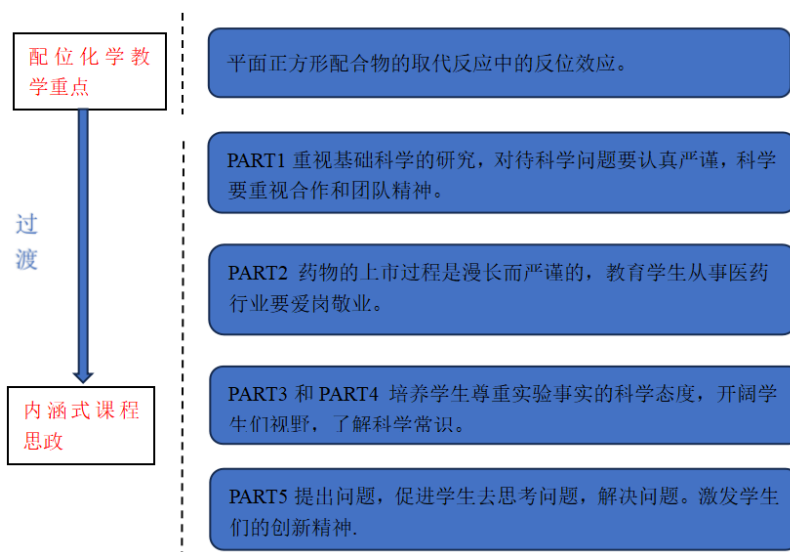 配位化学教
学重点
平面正方形配合物的取代反应中的反位效应。
PART1 重视基础科学的研究，对待科学问题要认真严谨，科学
要重视合作和团队精神。
过
渡
PART2 药物的上市过程是漫长而严谨的，教育学生从事医药
行业要爱岗敬业。
PART3 和 PART4 培养学生尊重实验事实的科学态度，开阔学
生们视野，了解科学常识。
内涵式课程
思政
PART5 提出问题，促进学生去思考问题，解决问题。激发学生
们的创新精神.